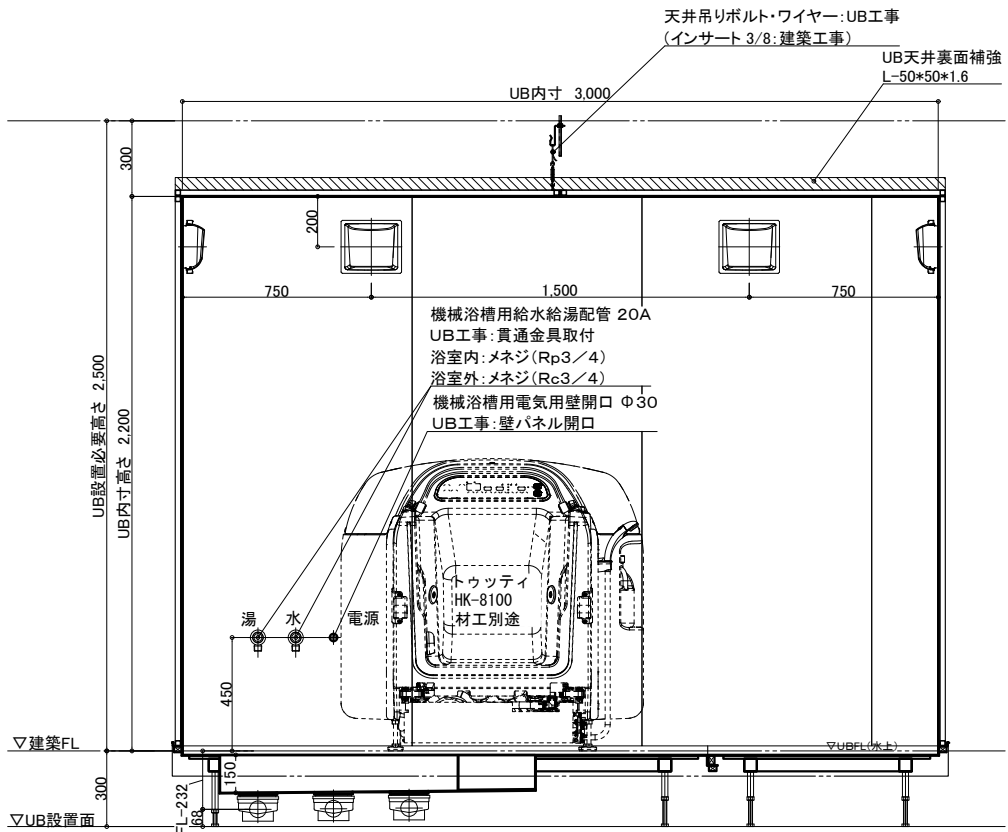 天井吊りボルト・ワイヤー:UB工事
(インサート 3/8:建築工事)
UB天井裏面補強
L-50*50*1.6
UB内寸 3,000
300
200
750
1,500
750
機械浴槽用給水給湯配管 20A
UB工事:貫通金具取付
浴室内:メネジ(Rp3/4)
浴室外:メネジ(Rc3/4)
機械浴槽用電気用壁開口 Φ30
UB工事:壁パネル開口
UB設置必要高さ 2,500
UB内寸高さ 2,200
トゥッティ
HK-8100
材工別途
湯
水
電源
450
▽建築FL
▽UBFL(水上)
150
300
FL-232
68
▽UB設置面